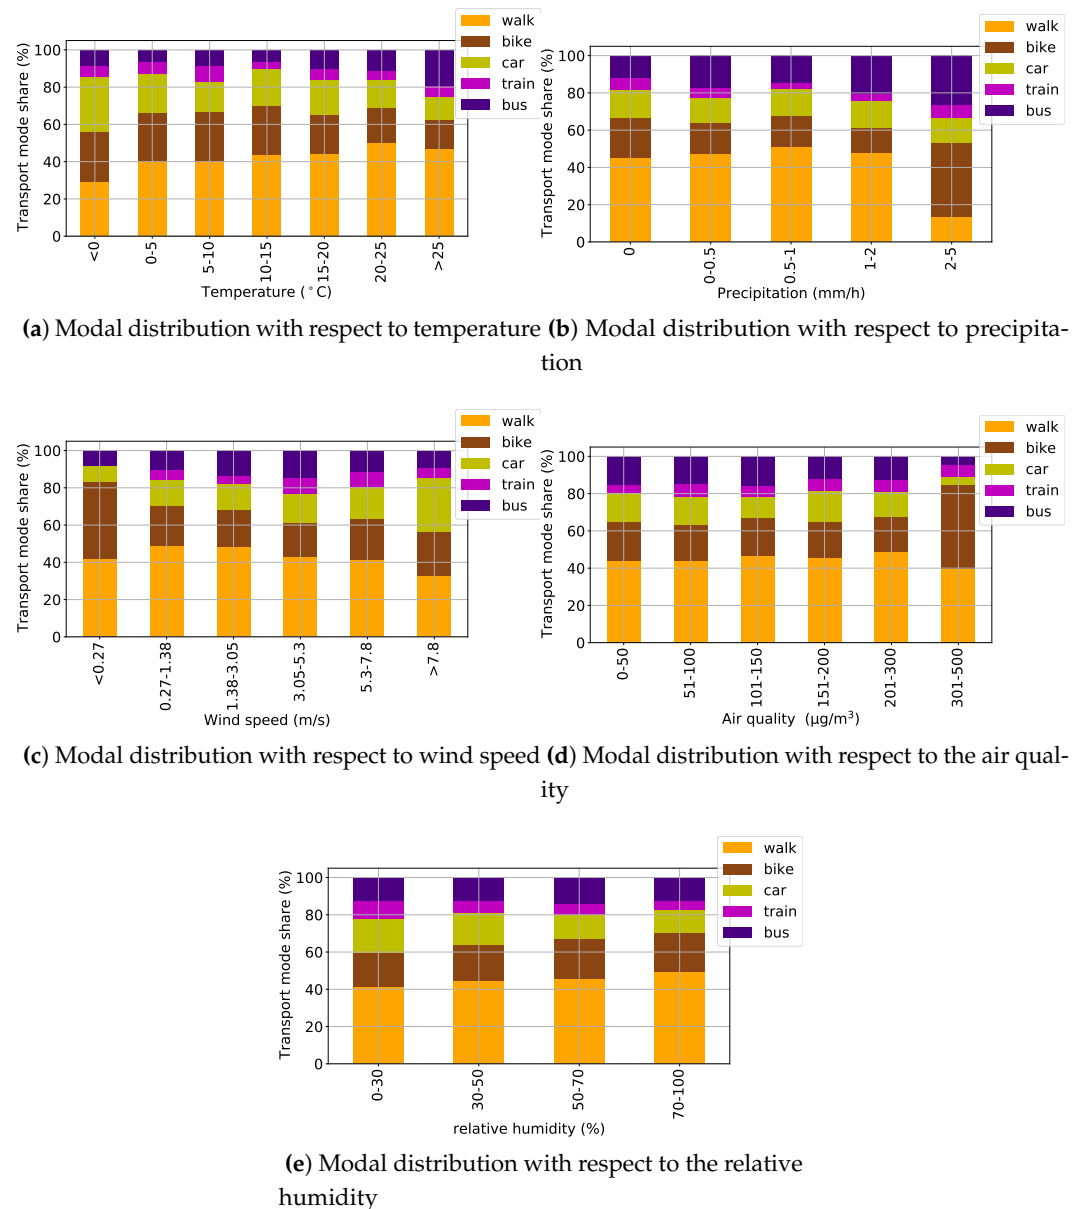 walk
bike
car
train
bus
100
80
60
40
20
0
Transport mode share (%)
<0
0-5
5-10
10-15
15-20
20-25
>25
Temperature (°C)
walk
bike
car
train
bus
100
80
60
40
20
0
Transport mode share (%)
0
0-0.5
0.5-1
1-2
2-5
Precipitation (mm/h)
(a) Modal distribution with respect to temperature
(b) Modal distribution with respect to precipita-
tion
walk
bike
car
train
bus
100
80
60
40
20
0
Transport mode share (%)
<0.27
0.27-1.38
1.38-3.05
3.05-5.3
5.3-7.8
>7.8
Wind speed (m/s)
walk
bike
car
train
bus
100
80
60
40
20
0
Transport mode share (%)
0-50
51-100
101-150
151-200
201-300
301-500
Air quality (µg/m³)
(c) Modal distribution with respect to wind speed
(d) Modal distribution with respect to the air qual-
ity
walk
bike
car
train
bus
100
80
60
40
20
0
Transport mode share (%)
0-30
30-50
50-70
70-100
relative humidity (%)
(e) Modal distribution with respect to the relative
humidity